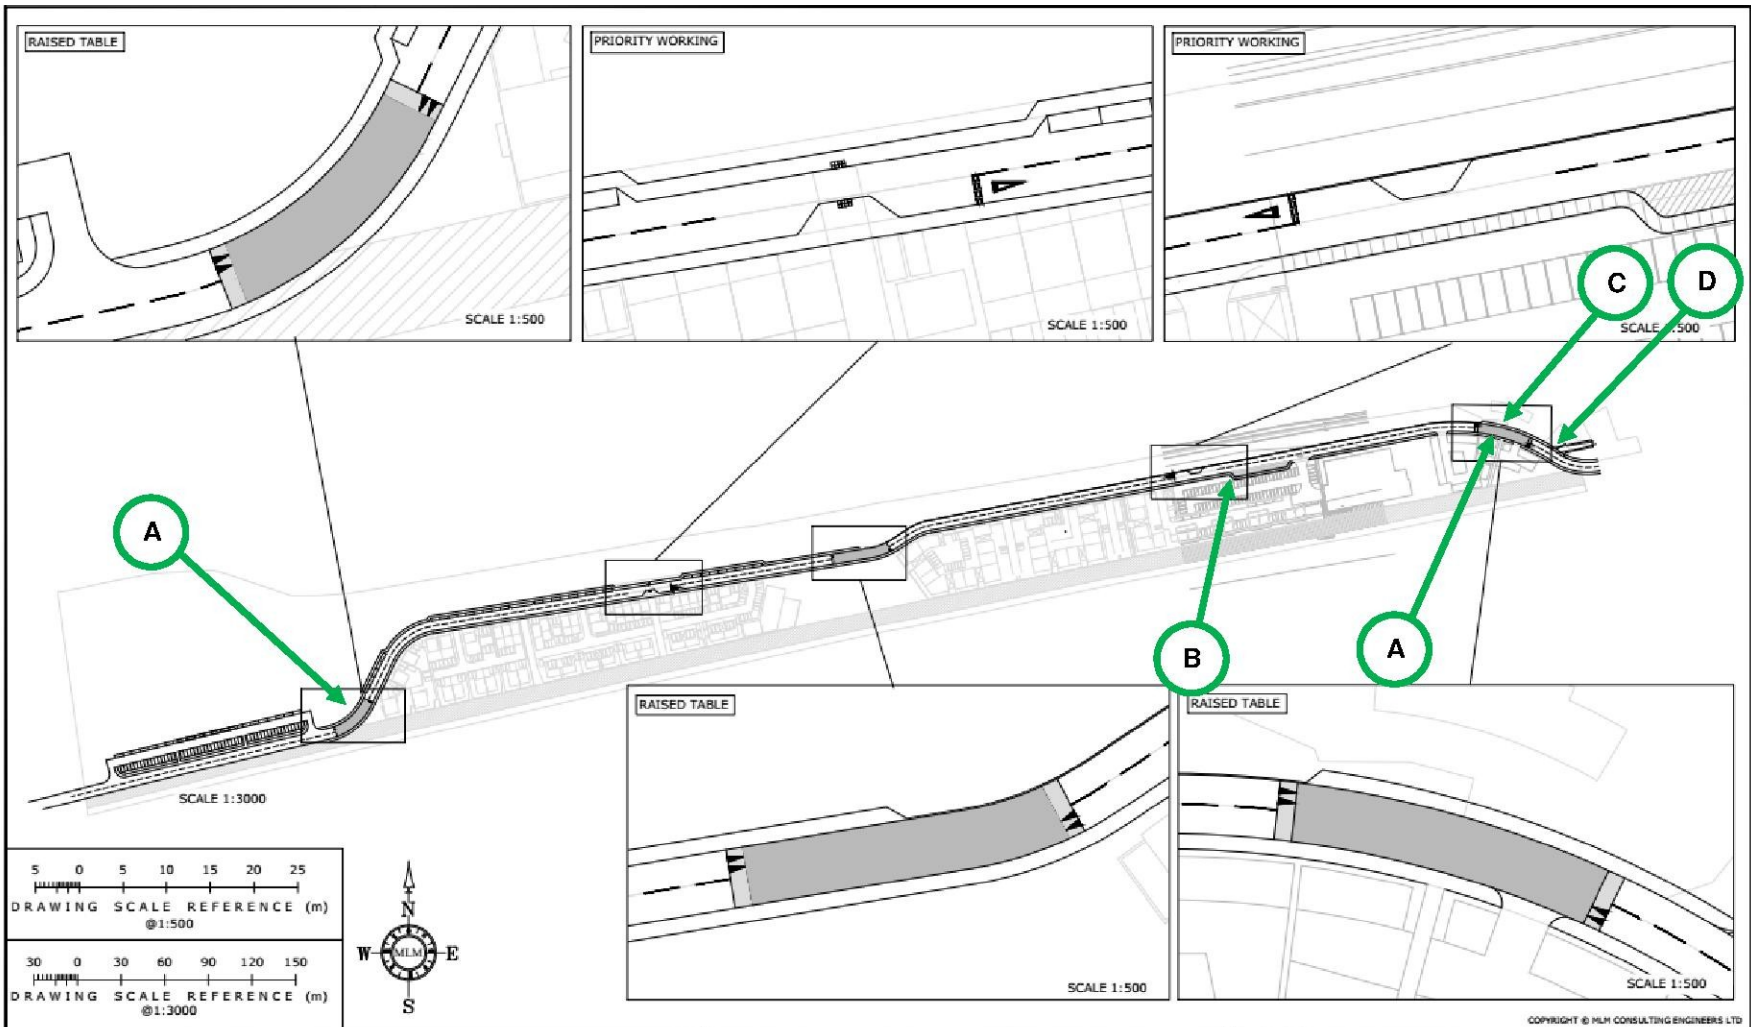 RAISED TABLE
PRIORITY WORKING
PRIORITY WORKING
SCALE 1:500
SCALE 1:500
SCALE 1:500
C
D
A
B
A
RAISED TABLE
RAISED TABLE
SCALE 1:3000
SCALE 1:500
SCALE 1:500
5 0 5 10 15 20 25
DRAWING SCALE REFERENCE (m)
@1:500
30 0 30 60 90 120 150
DRAWING SCALE REFERENCE (m)
@1:3000
N
W MLM E
S
COPYRIGHT © MLM CONSULTING ENGINEERS LTD